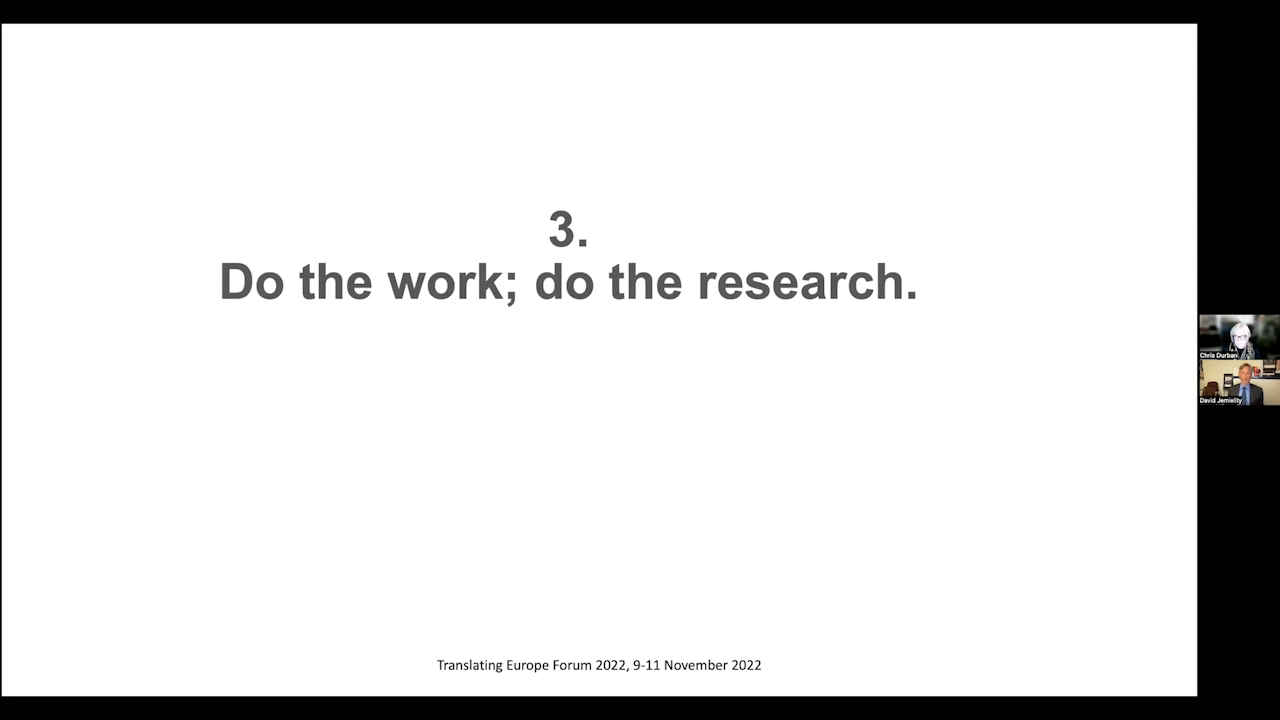 3.
Do the work; do the research.
Chris Durban
David Jemielity
Translating Europe Forum 2022, 9-11 November 2022